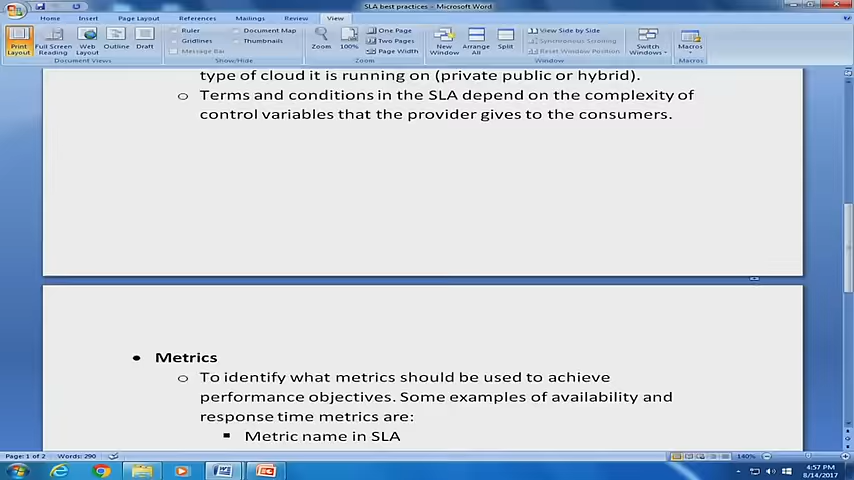 SLA best practices - Microsoft Word
Home Insert Page Layout References Mailings Review View
Print Layout
Full Screen Reading
Web Layout
Outline
Draft
Document Views
Ruler
Gridlines
Message Bar
Document Map
Thumbnails
Show/Hide
Zoom
100%
One Page
Two Pages
Page Width
Zoom
New Window
Arrange All
Split
View Side by Side
Synchronous Scrolling
Reset Window Position
Window
Switch Windows
Macros
Macros
type of cloud it is running on (private public or hybrid).
○ Terms and conditions in the SLA depend on the complexity of
control variables that the provider gives to the consumers.
• Metrics
○ To identify what metrics should be used to achieve
performance objectives. Some examples of availability and
response time metrics are:
▪ Metric name in SLA
Page: 1 of 2 Words: 290
140%
4:57 PM
8/14/2017